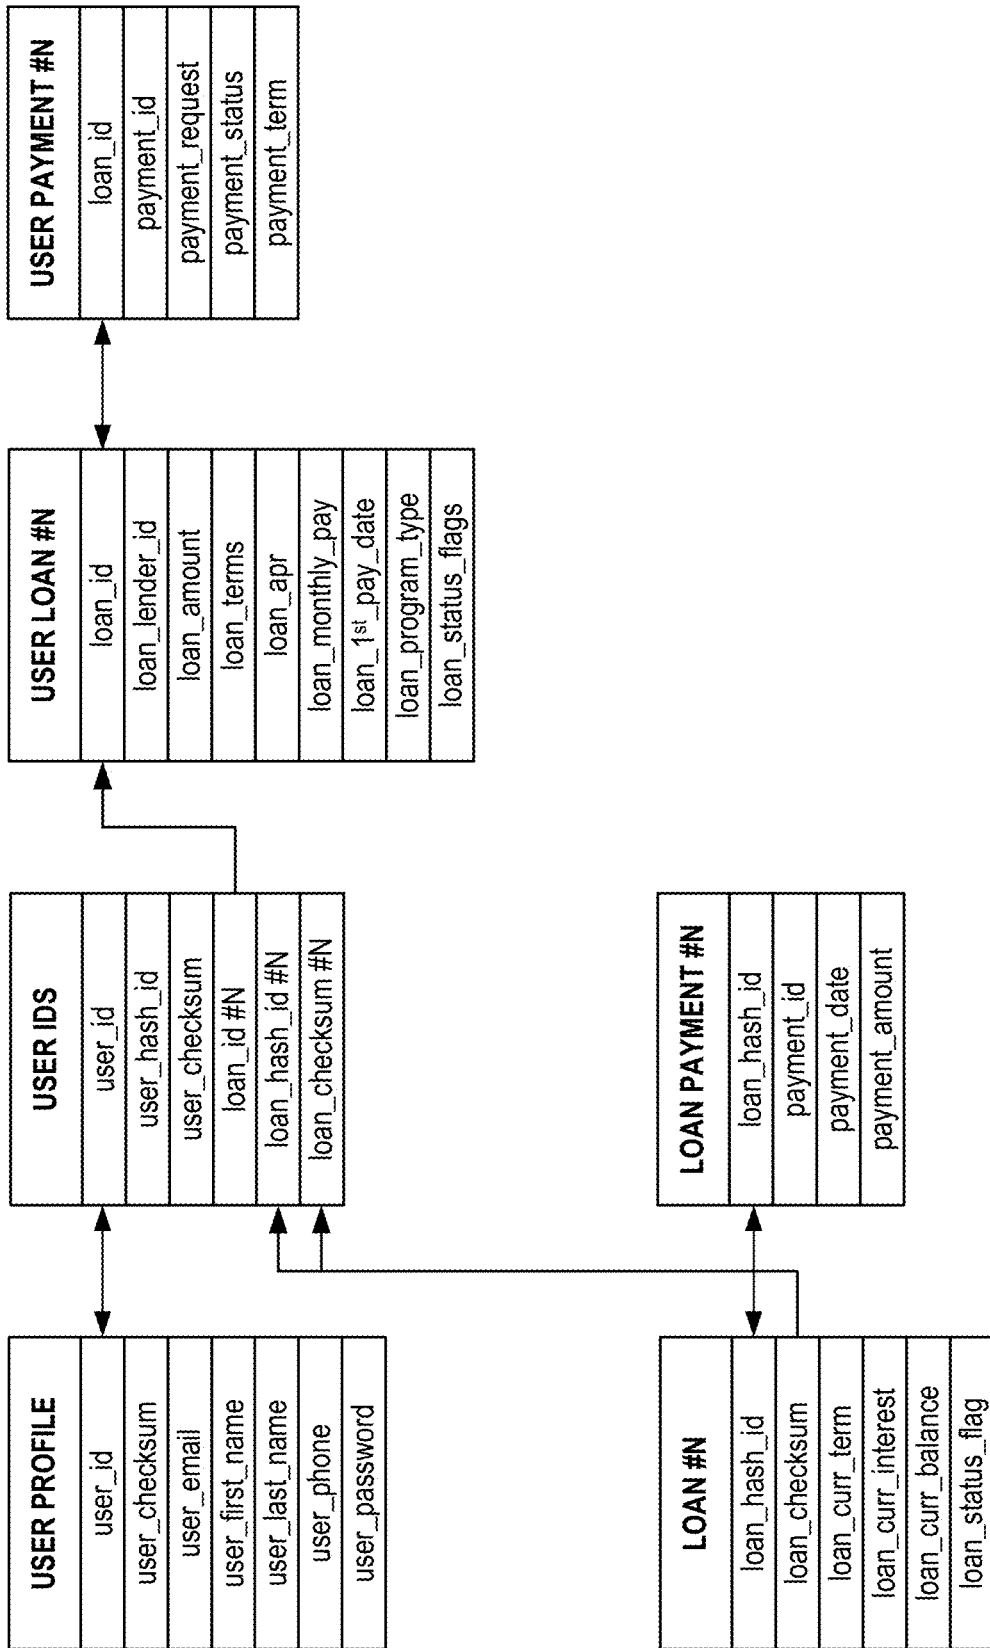 USER PROFILE
user_id
user_checksum
user_email
user_first_name
user_last_name
user_phone
user_password
USER IDS
user_id
user_hash_id
user_checksum
loan_id #N
loan_hash_id #N
loan_checksum #N
USER LOAN #N
loan_id
loan_lender_id
loan_amount
loan_terms
loan_apr
loan_monthly_pay
loan_1st_pay_date
loan_program_type
loan_status_flags
USER PAYMENT #N
loan_id
payment_id
payment_request
payment_status
payment_term
LOAN #N
loan_hash_id
loan_checksum
loan_curr_term
loan_curr_interest
loan_curr_balance
loan_status_flag
LOAN PAYMENT #N
loan_hash_id
payment_id
payment_date
payment_amount